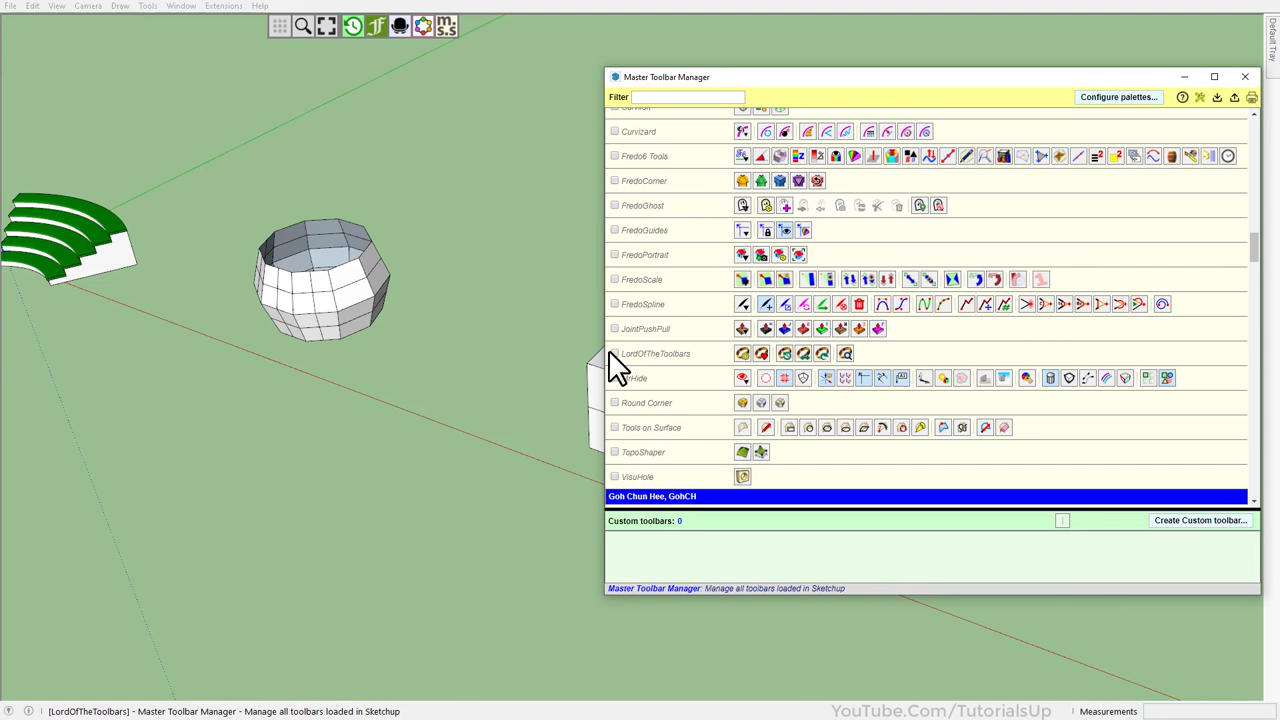 File Edit View Camera Draw Tools Window Extensions Help
m.
s.s
Default Tray
Master Toolbar Manager
Filter
Configure palettes...
Curvizard
Fredo6 Tools
FredoCorner
FredoGhost
FredoGuides
FredoPortrait
FredoScale
FredoSpline
JointPushPull
LordOfTheToolbars
Round Corner
Tools on Surface
TopoShaper
VisuHole
Goh Chun Hee, GohCH
Custom toolbars: 0
Create Custom toolbar...
Master Toolbar Manager: Manage all toolbars loaded in Sketchup
[LordOfTheToolbars] - Master Toolbar Manager - Manage all toolbars loaded in Sketchup
YouTube.Com/TutorialsUp
Measurements